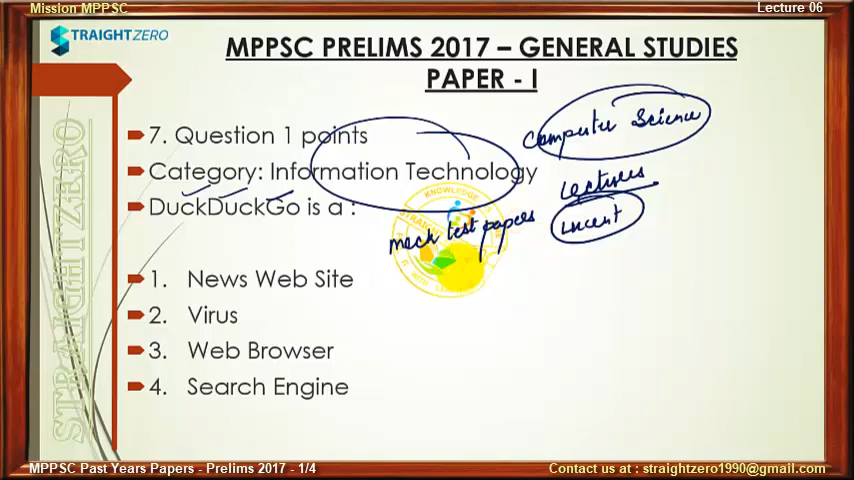 Mission MPPSC
Lecture 06
STRAIGHTZERO
MPPSC PRELIMS 2017 – GENERAL STUDIES
PAPER - I
7. Question 1 points
Computer Science
Category: Information Technology
Lectures
DuckDuckGo is a :
mock test papers
KNOWLEDGE
1. News Web Site
2. Virus
3. Web Browser
4. Search Engine
STRAIGHTZERO
MPPSC Past Years Papers - Prelims 2017 - 1/4
Contact us at : straightzero1990@gmail.com